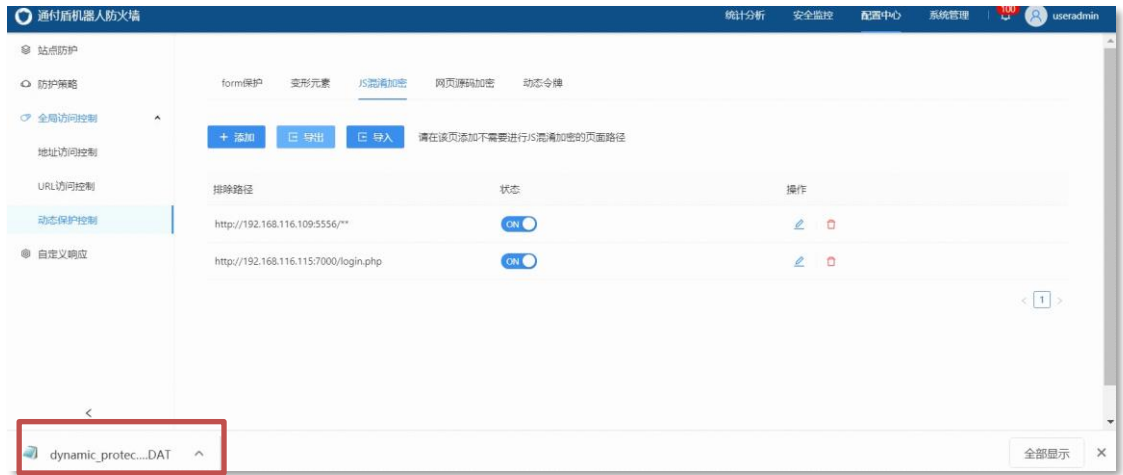 通付盾机器人防火墙 统计分析 安全监控 配置中心 系统管理 100 useradmin
站点防护
防护策略
form保护 变形元素 JS混淆加密 网页源码加密 动态令牌
全局访问控制
+ 添加 导出 导入 请在该页添加不需要进行JS混淆加密的页面路径
地址访问控制
URL访问控制
排除路径 状态 操作
动态保护控制
http://192.168.116.109:5556/** ON
自定义响应
http://192.168.116.115:7000/login.php ON
< 1 >
<
dynamic_protec....DAT 全部显示 ×